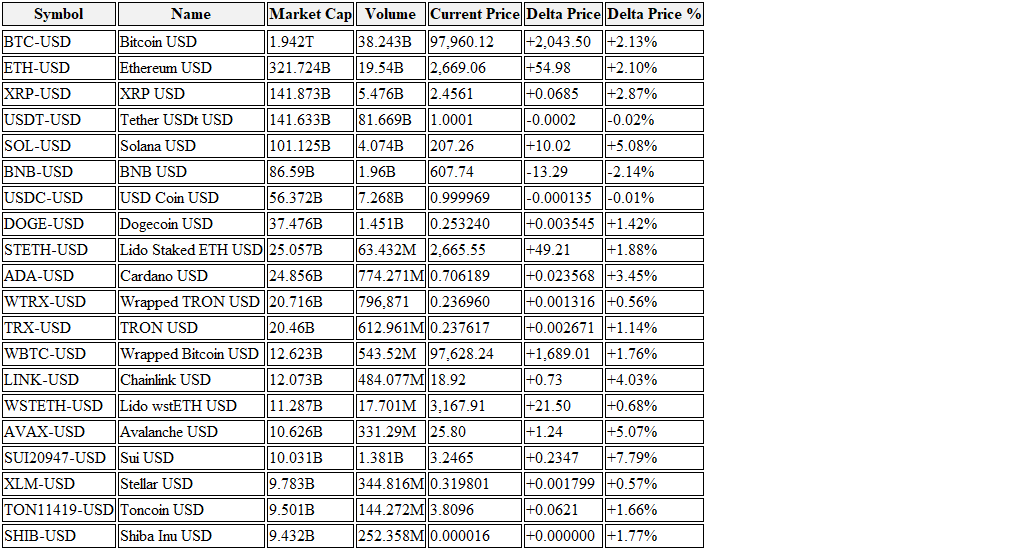 Symbol Name Market Cap Volume Current Price Delta Price Delta Price %
BTC-USD Bitcoin USD 1.942T 38.243B 97,960.12 +2,043.50 +2.13%
ETH-USD Ethereum USD 321.724B 19.54B 2,669.06 +54.98 +2.10%
XRP-USD XRP USD 141.873B 5.476B 2.4561 +0.0685 +2.87%
USDT-USD Tether USDt USD 141.633B 81.669B 1.0001 -0.0002 -0.02%
SOL-USD Solana USD 101.125B 4.074B 207.26 +10.02 +5.08%
BNB-USD BNB USD 86.59B 1.96B 607.74 -13.29 -2.14%
USDC-USD USD Coin USD 56.372B 7.268B 0.999969 -0.000135 -0.01%
DOGE-USD Dogecoin USD 37.476B 1.451B 0.253240 +0.003545 +1.42%
STETH-USD Lido Staked ETH USD 25.057B 63.432M 2,665.55 +49.21 +1.88%
ADA-USD Cardano USD 24.856B 774.271M 0.706189 +0.023568 +3.45%
WTRX-USD Wrapped TRON USD 20.716B 796,871 0.236960 +0.001316 +0.56%
TRX-USD TRON USD 20.46B 612.961M 0.237617 +0.002671 +1.14%
WBTC-USD Wrapped Bitcoin USD 12.623B 543.52M 97,628.24 +1,689.01 +1.76%
LINK-USD Chainlink USD 12.073B 484.077M 18.92 +0.73 +4.03%
WSTETH-USD Lido wstETH USD 11.287B 17.701M 3,167.91 +21.50 +0.68%
AVAX-USD Avalanche USD 10.626B 331.29M 25.80 +1.24 +5.07%
SUI20947-USD Sui USD 10.031B 1.381B 3.2465 +0.2347 +7.79%
XLM-USD Stellar USD 9.783B 344.816M 0.319801 +0.001799 +0.57%
TON11419-USD Toncoin USD 9.501B 144.272M 3.8096 +0.0621 +1.66%
SHIB-USD Shiba Inu USD 9.432B 252.358M 0.000016 +0.000000 +1.77%